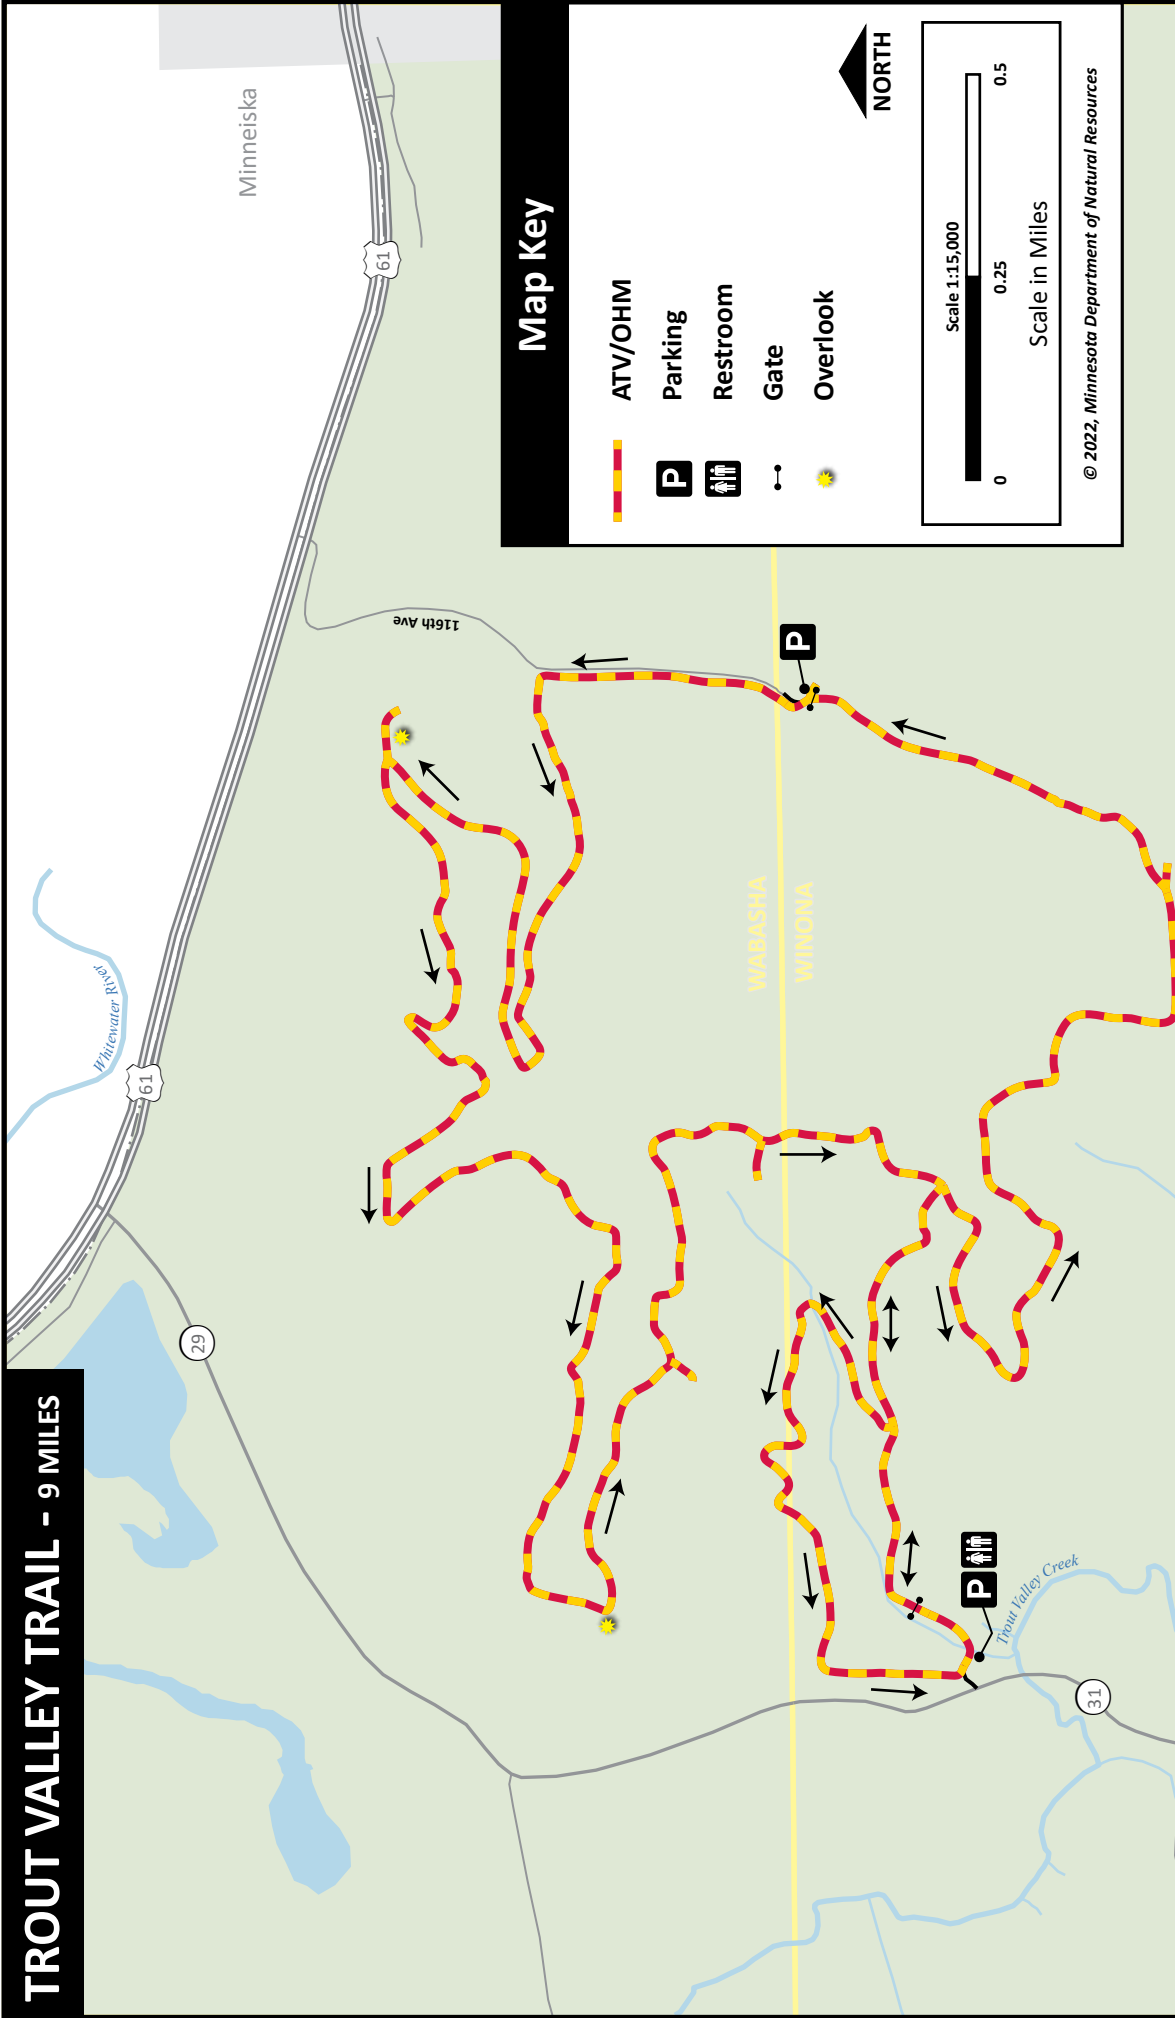 TROUT VALLEY TRAIL - 9 MILES
Minneiska
61
Whitewater River
61
29
116th Ave
WABASHA
WINONA
P
P
Trout Valley Creek
31
Map Key
ATV/OHM
P Parking
Restroom
Gate
Overlook
NORTH
Scale 1:15,000
0 0.25 0.5
Scale in Miles
© 2022, Minnesota Department of Natural Resources